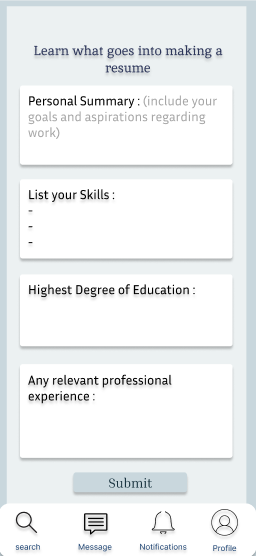 Learn what goes into making a
resume
Personal Summary : (include your
goals and aspirations regarding
work)
List your Skills :
-
-
-
Highest Degree of Education :
Any relevant professional
experience :
Submit
search
Message
Notifications
Profile